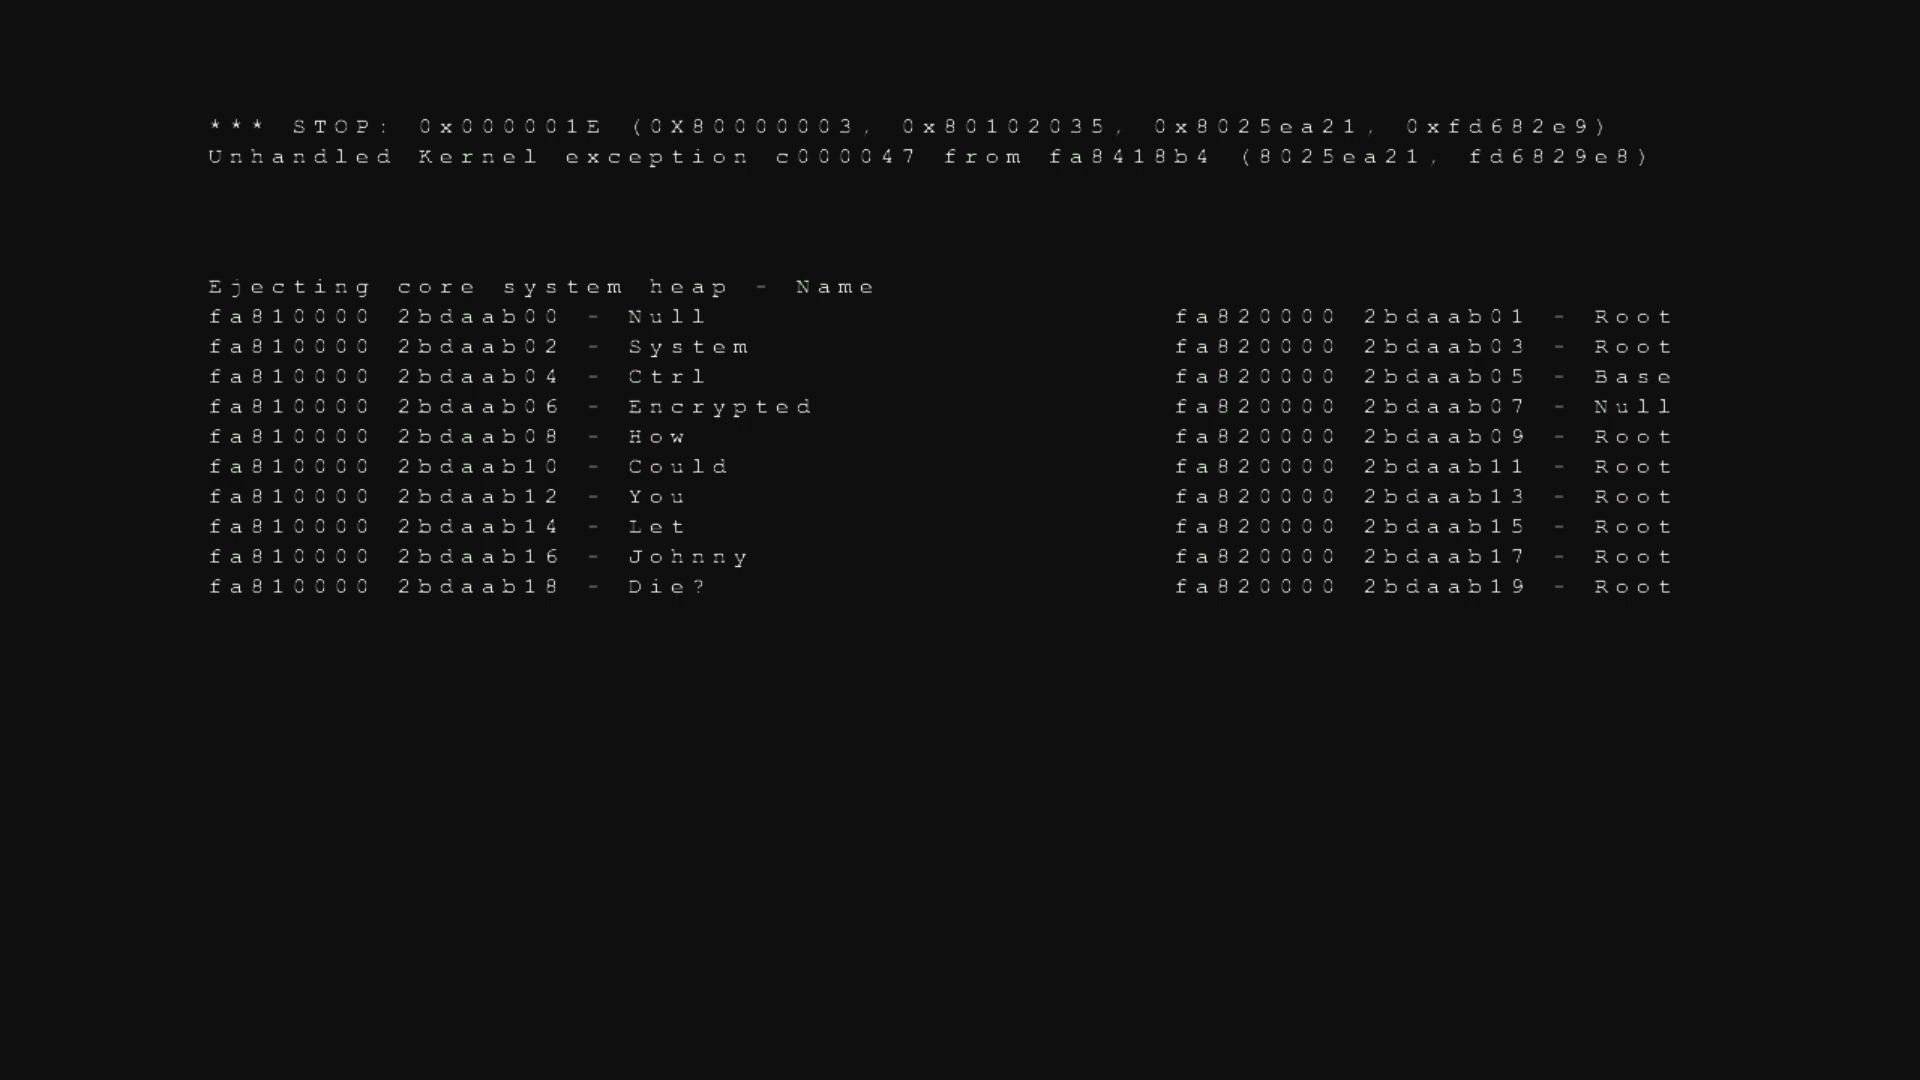 *** STOP: 0x000001E (0X80000003, 0x80102035, 0x8025ea21, 0xfd682e9)
Unhandled Kernel exception c000047 from fa8418b4 (8025ea21, fd6829e8)
Ejecting core system heap - Name
fa810000 2bdaab00 - Null fa820000 2bdaab01 - Root
fa810000 2bdaab02 - System fa820000 2bdaab03 - Root
fa810000 2bdaab04 - Ctrl fa820000 2bdaab05 - Base
fa810000 2bdaab06 - Encrypted fa820000 2bdaab07 - Null
fa810000 2bdaab08 - How fa820000 2bdaab09 - Root
fa810000 2bdaab10 - Could fa820000 2bdaab11 - Root
fa810000 2bdaab12 - You fa820000 2bdaab13 - Root
fa810000 2bdaab14 - Let fa820000 2bdaab15 - Root
fa810000 2bdaab16 - Johnny fa820000 2bdaab17 - Root
fa810000 2bdaab18 - Die? fa820000 2bdaab19 - Root